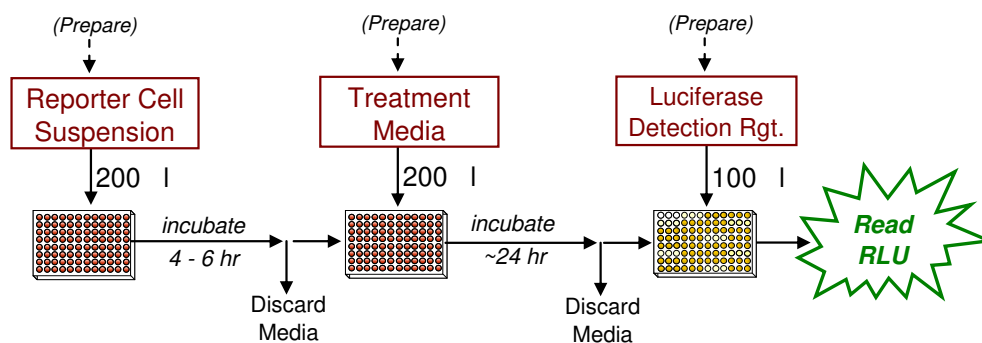 (Prepare)
(Prepare)
(Prepare)
Reporter Cell
Suspension
Treatment
Media
Luciferase
Detection Rgt.
200 l
200 l
100 l
incubate
4 - 6 hr
incubate
~24 hr
Read
RLU
Discard
Media
Discard
Media